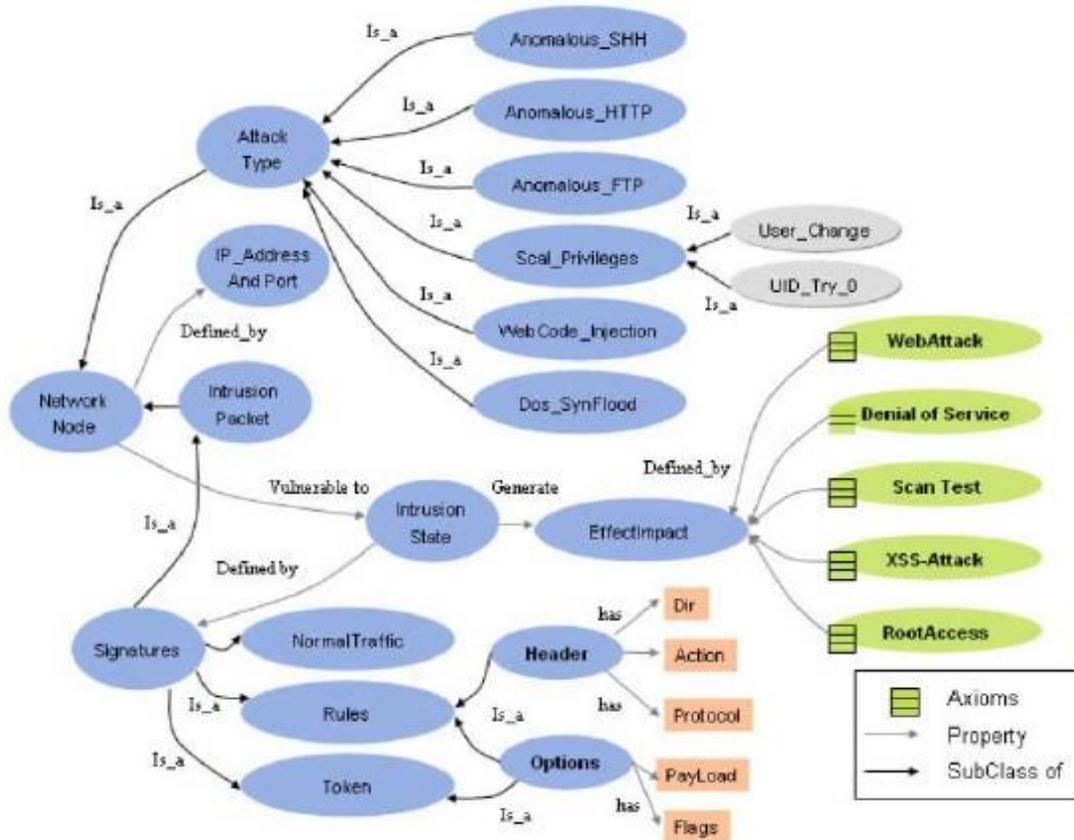 Anomalous_SHH
Is_a
Anomalous_HTTP
Is_a
Attack
Type
Is_a
Anomalous_FTP
Is_a
Is_a
User_Change
Is_a
IP_Address
And Port
Scal_Privileges
UID_Try_0
Is_a
Is_a
WebCode_Injection
Defined_by
WebAttack
Is_a
Network
Node
Intrusion
Packet
Dos_SynFlood
Denial of Service
Defined_by
Vulnerable to
Generate
Scan Test
Intrusion
State
EffectImpact
Is_a
XSS-Attack
Defined by
has
Dir
Signatures
NormalTraffic
Header
Action
RootAccess
Is_a
Rules
Is_a
has
Protocol
Axioms
Property
Is_a
Token
Options
PayLoad
SubClass of
Is_a
has
Flags